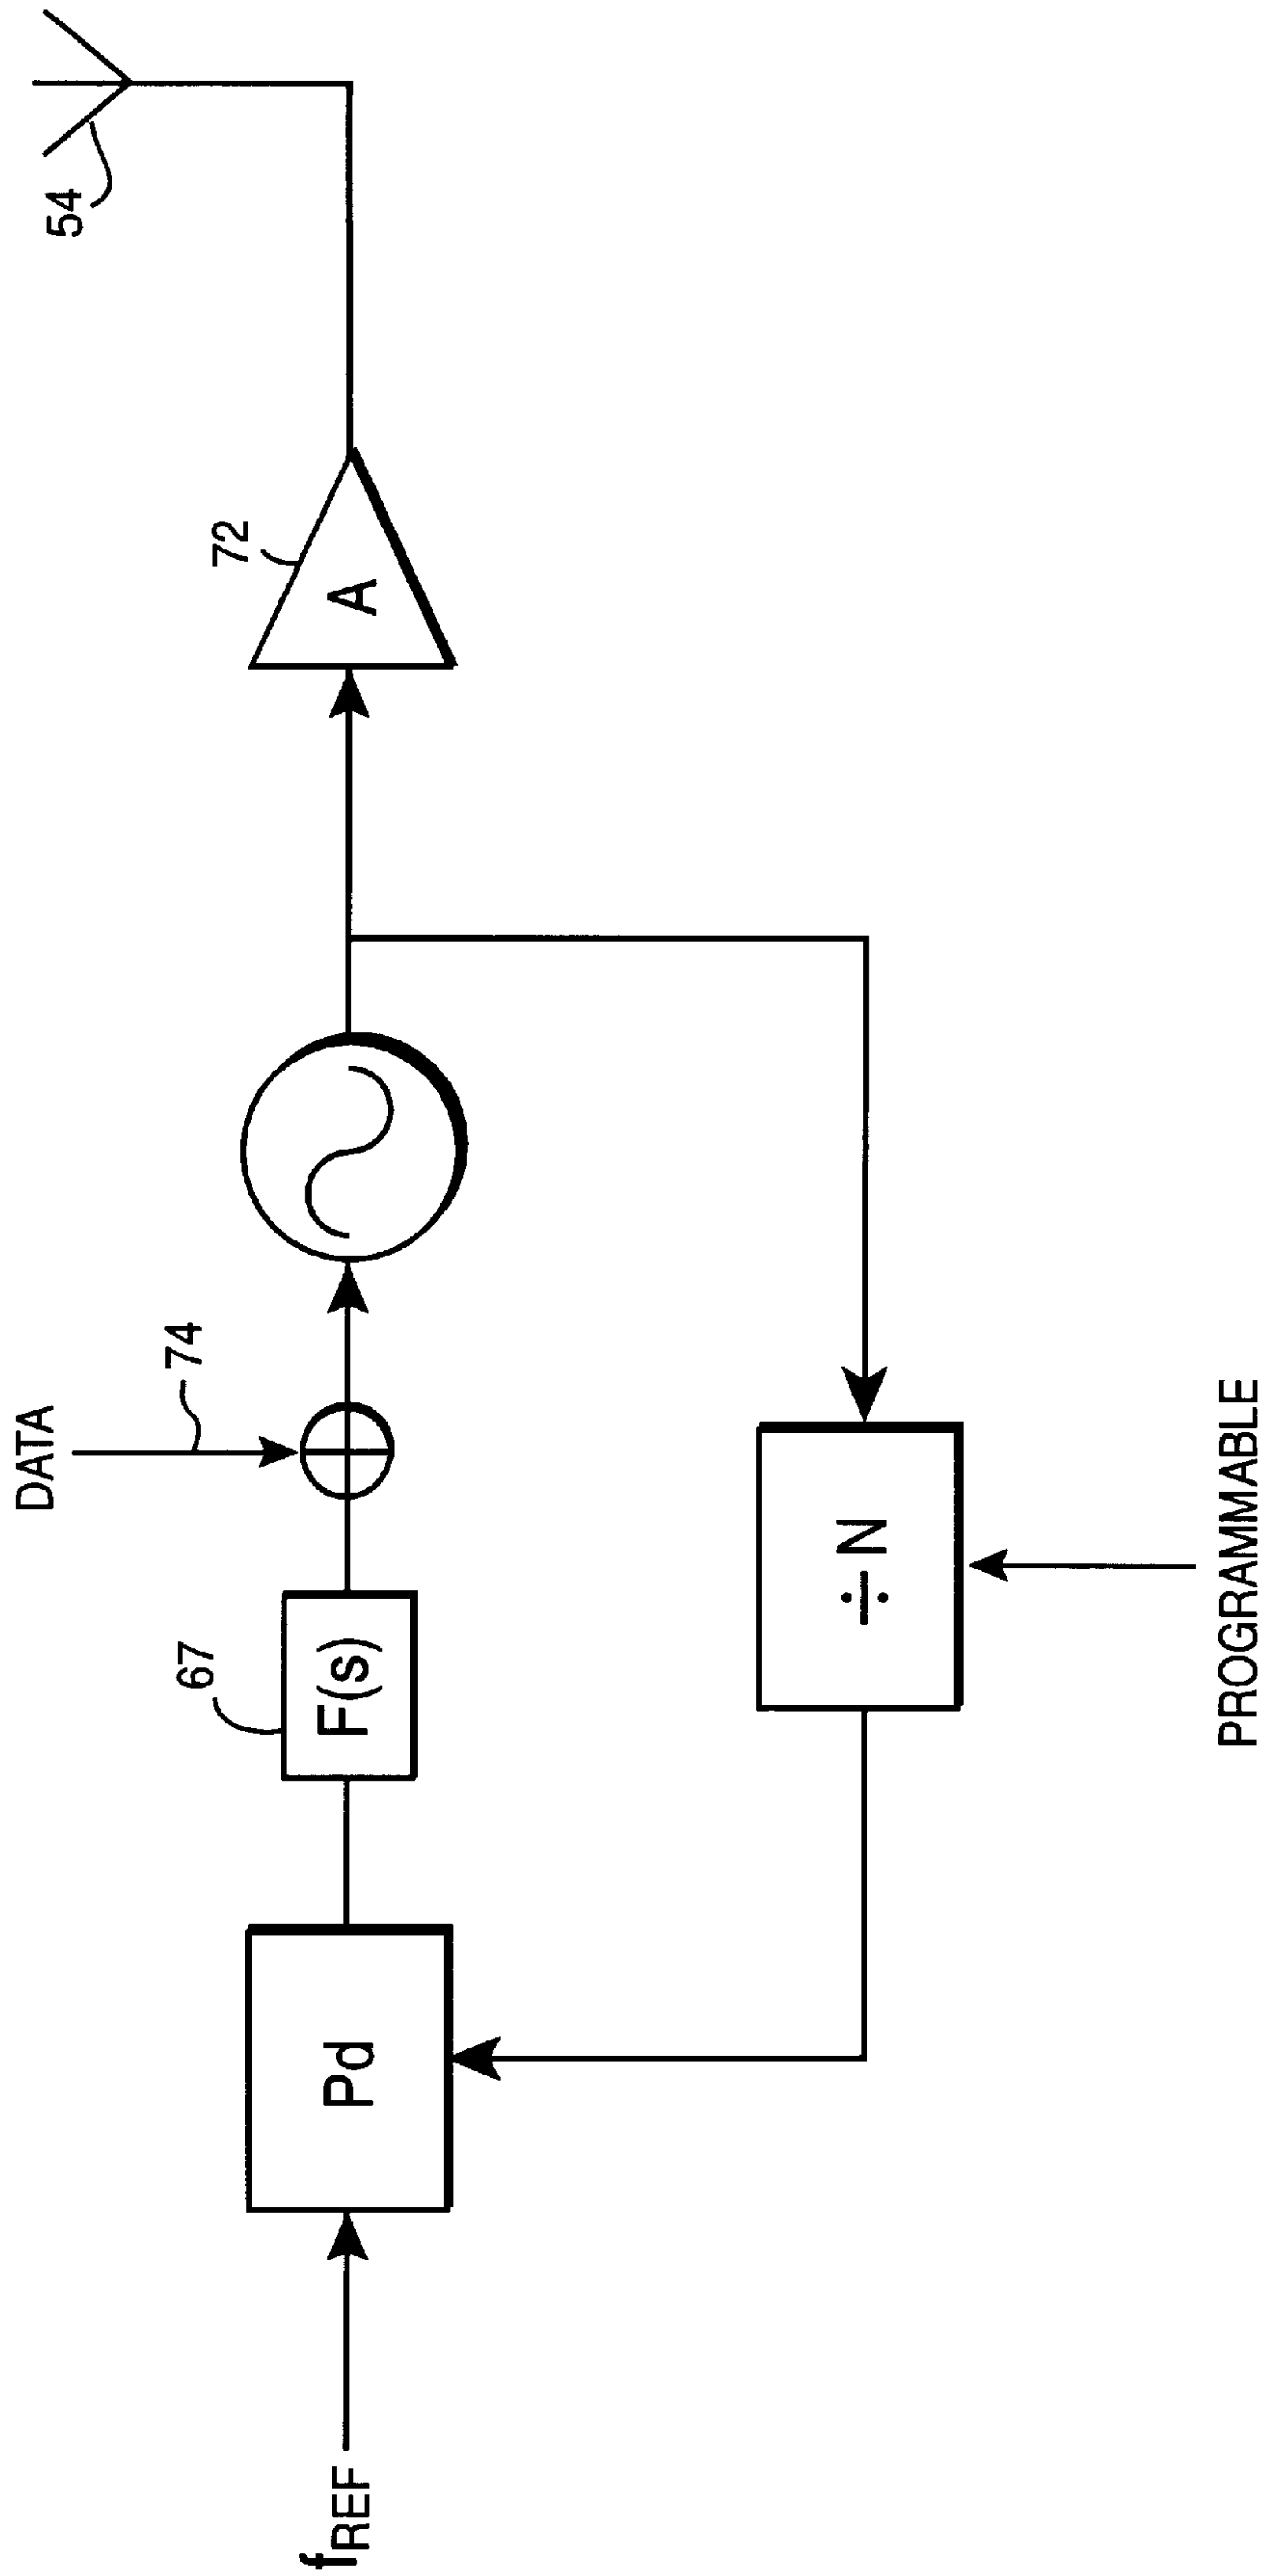 DATA
74
67
72
54
fREF
Pd
F(s)
A
÷N
PROGRAMMABLE